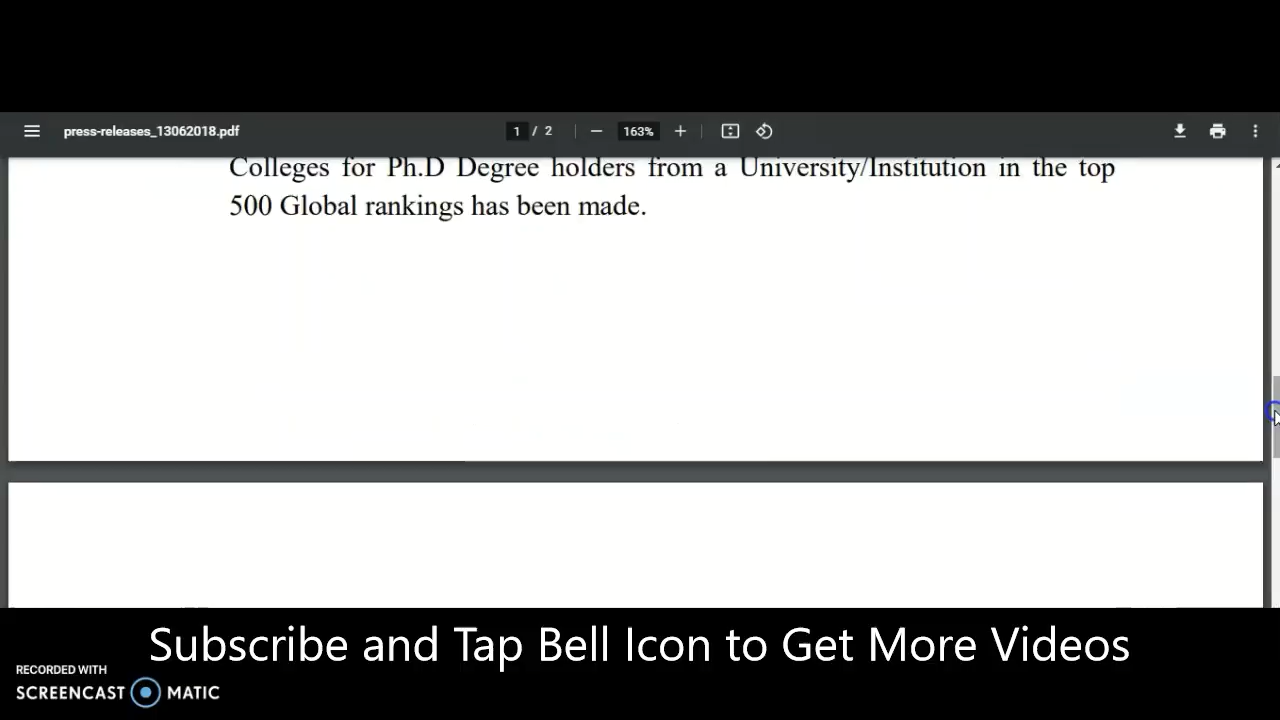 press-releases_13062018.pdf
1 / 2
163%
Colleges for Ph.D Degree holders from a University/Institution in the top
500 Global rankings has been made.
Subscribe and Tap Bell Icon to Get More Videos
RECORDED WITH
SCREENCAST MATIC